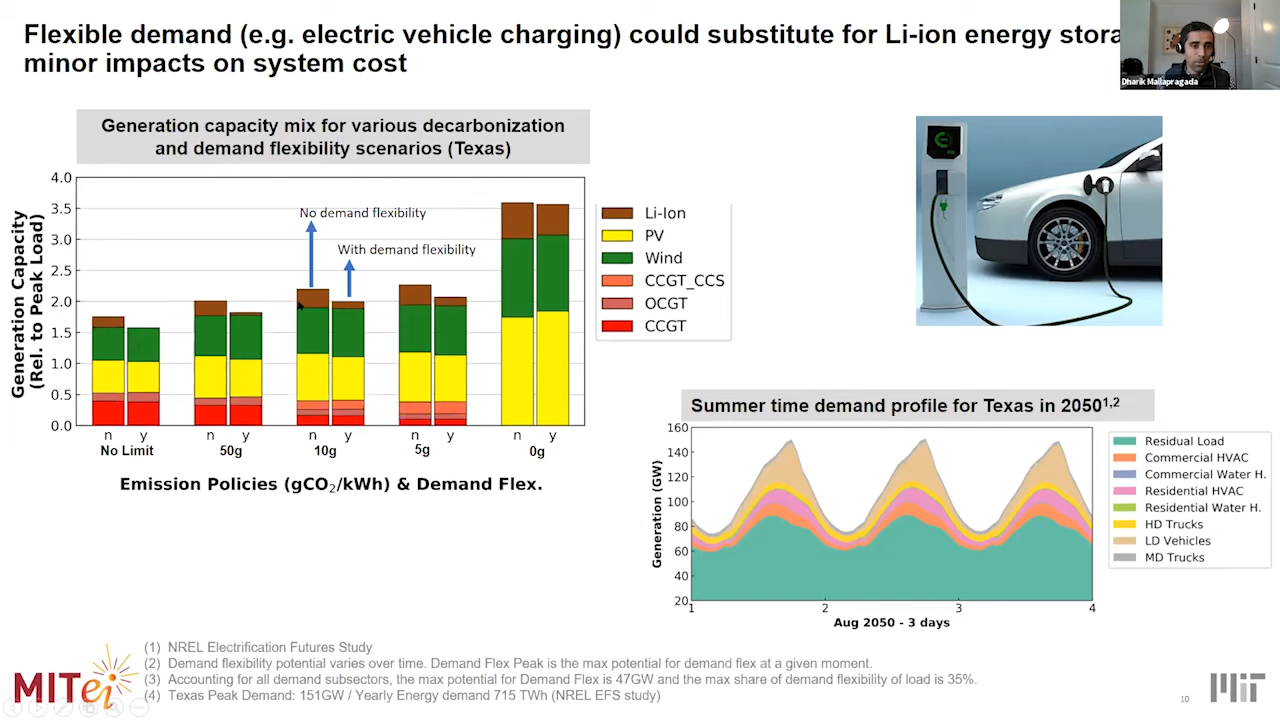 Flexible demand (e.g. electric vehicle charging) could substitute for Li-ion energy
minor impacts on system cost
Dharik Mallapragada
Generation capacity mix for various decarbonization
and demand flexibility scenarios (Texas)
Generation Capacity
(Rel. to Peak Load)
4.0
3.5
3.0
2.5
2.0
1.5
1.0
0.5
0.0
No demand flexibility
With demand flexibility
n y n y n y n y n y
No Limit 50g 10g 5g 0g
Emission Policies (gCO₂/kWh) & Demand Flex.
Li-Ion
PV
Wind
CCGT_CCS
OCGT
CCGT
Summer time demand profile for Texas in 2050¹,²
Generation (GW)
160
140
120
100
80
60
40
20
1 2 3 4
Aug 2050 - 3 days
Residual Load
Commercial HVAC
Commercial Water H.
Residential HVAC
Residential Water H.
HD Trucks
LD Vehicles
MD Trucks
(1) NREL Electrification Futures Study
(2) Demand flexibility potential varies over time. Demand Flex Peak is the max potential for demand flex at a given moment.
(3) Accounting for all demand subsectors, the max potential for Demand Flex is 47GW and the max share of demand flexibility of load is 35%.
(4) Texas Peak Demand: 151GW / Yearly Energy demand 715 TWh (NREL EFS study)
MITei
10
MIT